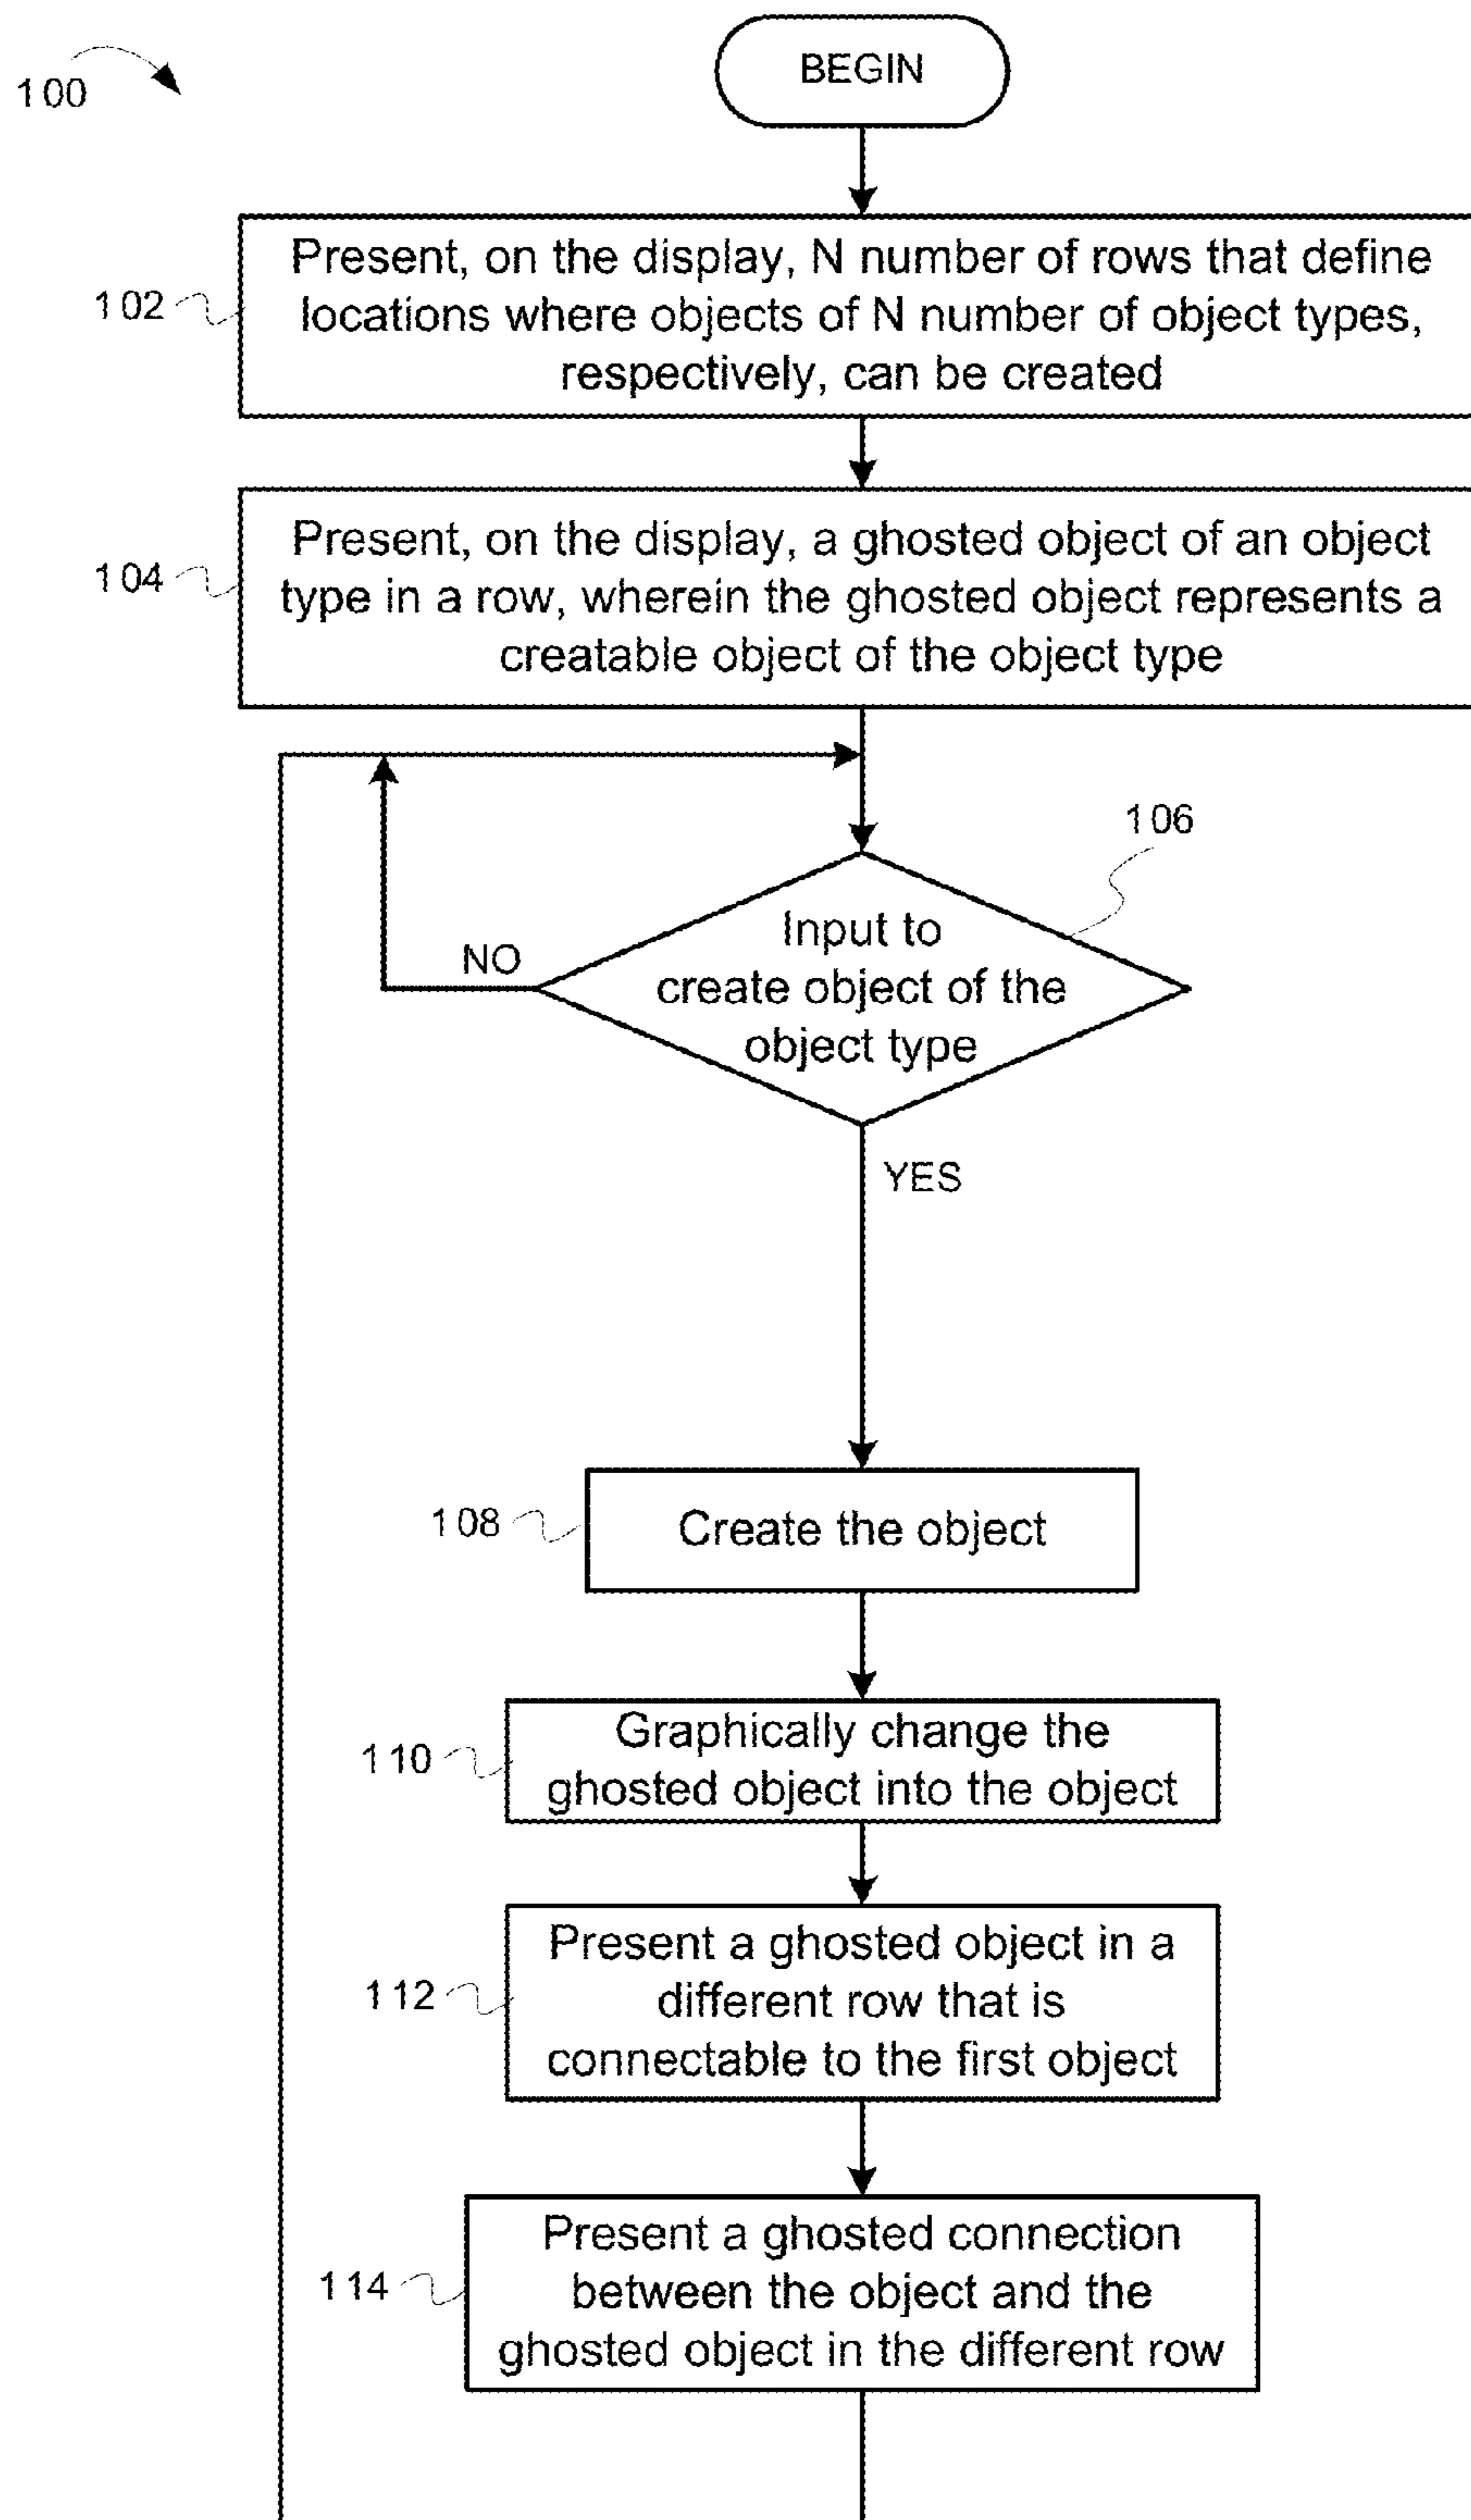 100
BEGIN
102
Present, on the display, N number of rows that define
locations where objects of N number of object types,
respectively, can be created
104
Present, on the display, a ghosted object of an object
type in a row, wherein the ghosted object represents a
creatable object of the object type
106
Input to
create object of the
object type
NO
YES
108
Create the object
110
Graphically change the
ghosted object into the object
112
Present a ghosted object in a
different row that is
connectable to the first object
114
Present a ghosted connection
between the object and the
ghosted object in the different row